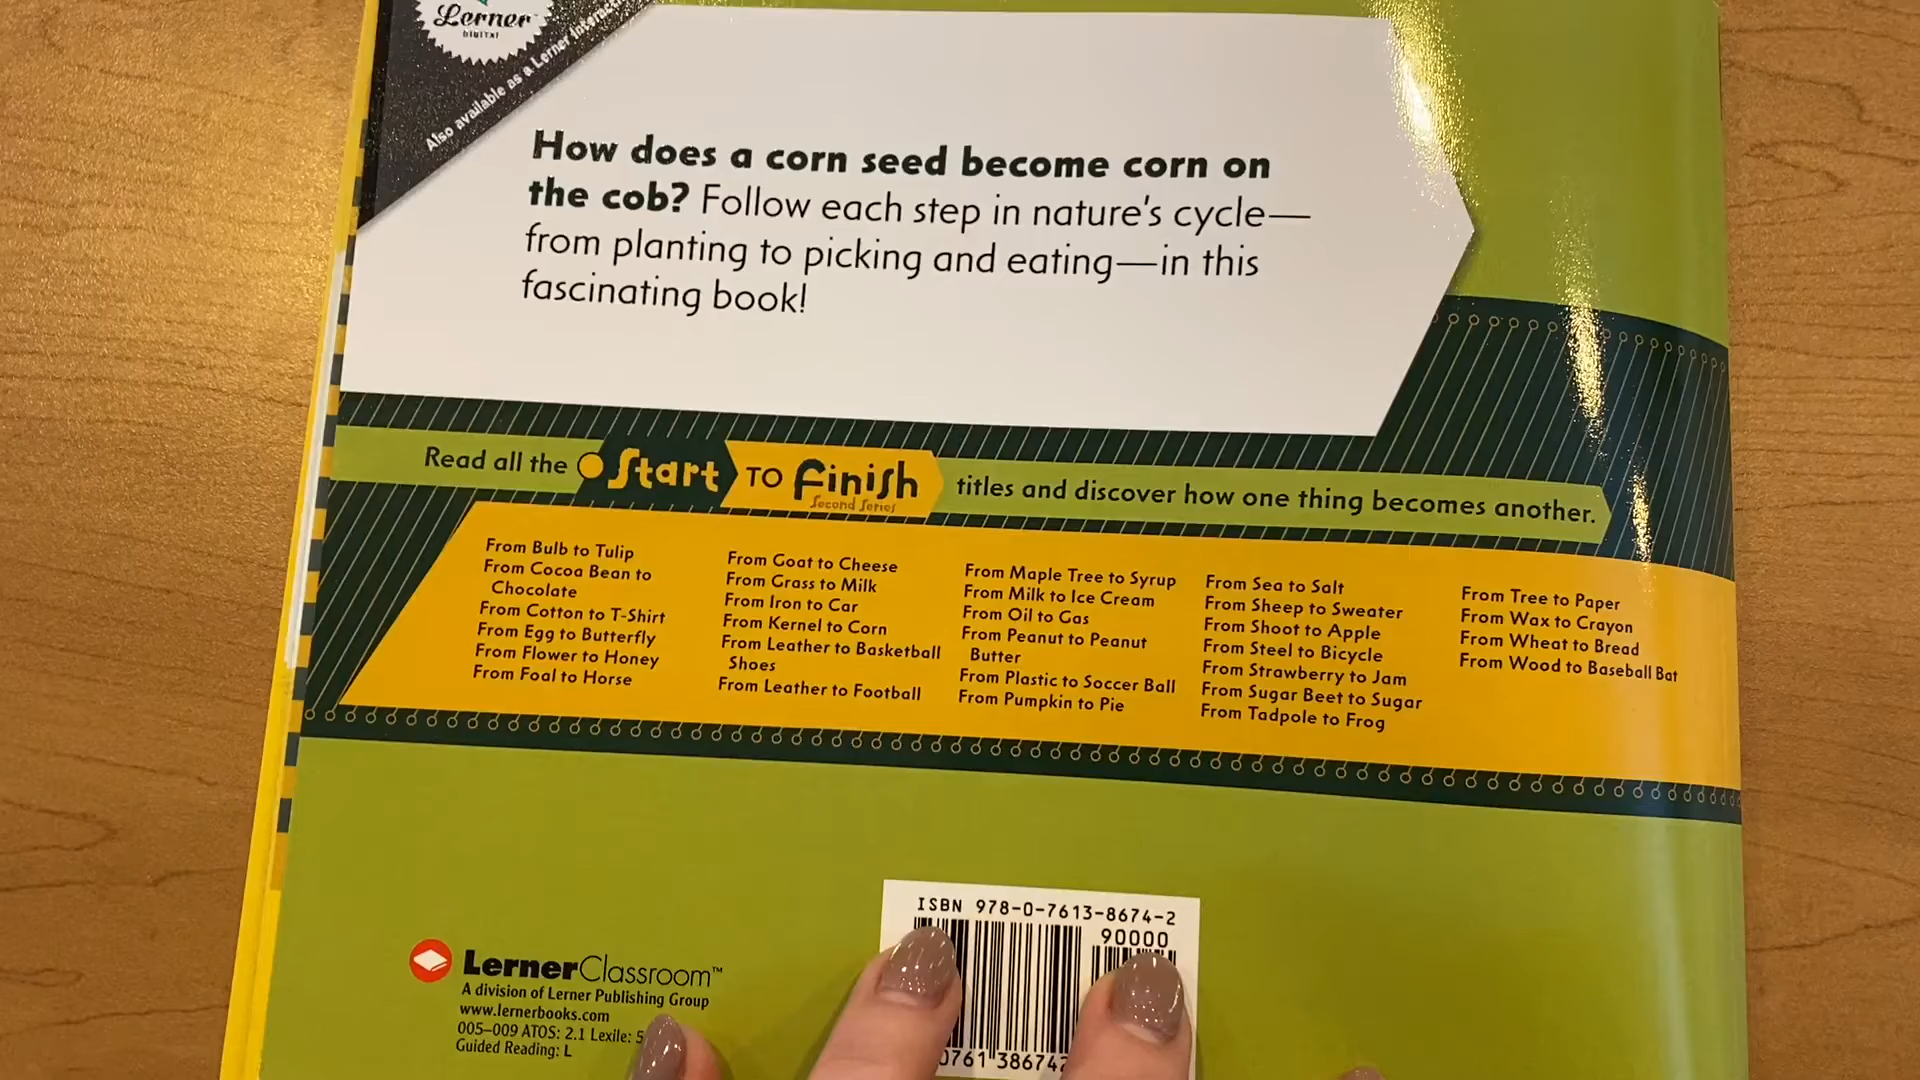 Lerner
DIGITAL
Also available as a Lerner
How does a corn seed become corn on
the cob? Follow each step in nature's cycle—
from planting to picking and eating—in this
fascinating book!
Read all the Start TO Finish titles and discover how one thing becomes another.
Second Series
From Bulb to Tulip
From Cocoa Bean to
Chocolate
From Cotton to T-Shirt
From Egg to Butterfly
From Flower to Honey
From Foal to Horse
From Goat to Cheese
From Grass to Milk
From Iron to Car
From Kernel to Corn
From Leather to Basketball
Shoes
From Leather to Football
From Maple Tree to Syrup
From Milk to Ice Cream
From Oil to Gas
From Peanut to Peanut
Butter
From Plastic to Soccer Ball
From Pumpkin to Pie
From Sea to Salt
From Sheep to Sweater
From Shoot to Apple
From Steel to Bicycle
From Strawberry to Jam
From Sugar Beet to Sugar
From Tadpole to Frog
From Tree to Paper
From Wax to Crayon
From Wheat to Bread
From Wood to Baseball Bat
ISBN 978-0-7613-8674-2
90000
LernerClassroom™
A division of Lerner Publishing Group
www.lernerbooks.com
005–009 ATOS: 2.1 Lexile:
Guided Reading: L